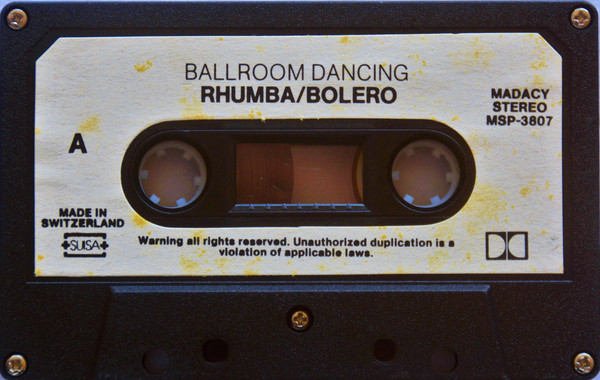 BALLROOM DANCING
RHUMBA/BOLERO
MADACY
STEREO
MSP-3807
A
MADE IN
SWITZERLAND
SUISA
Warning all rights reserved. Unauthorized duplication is a
violation of applicable laws.